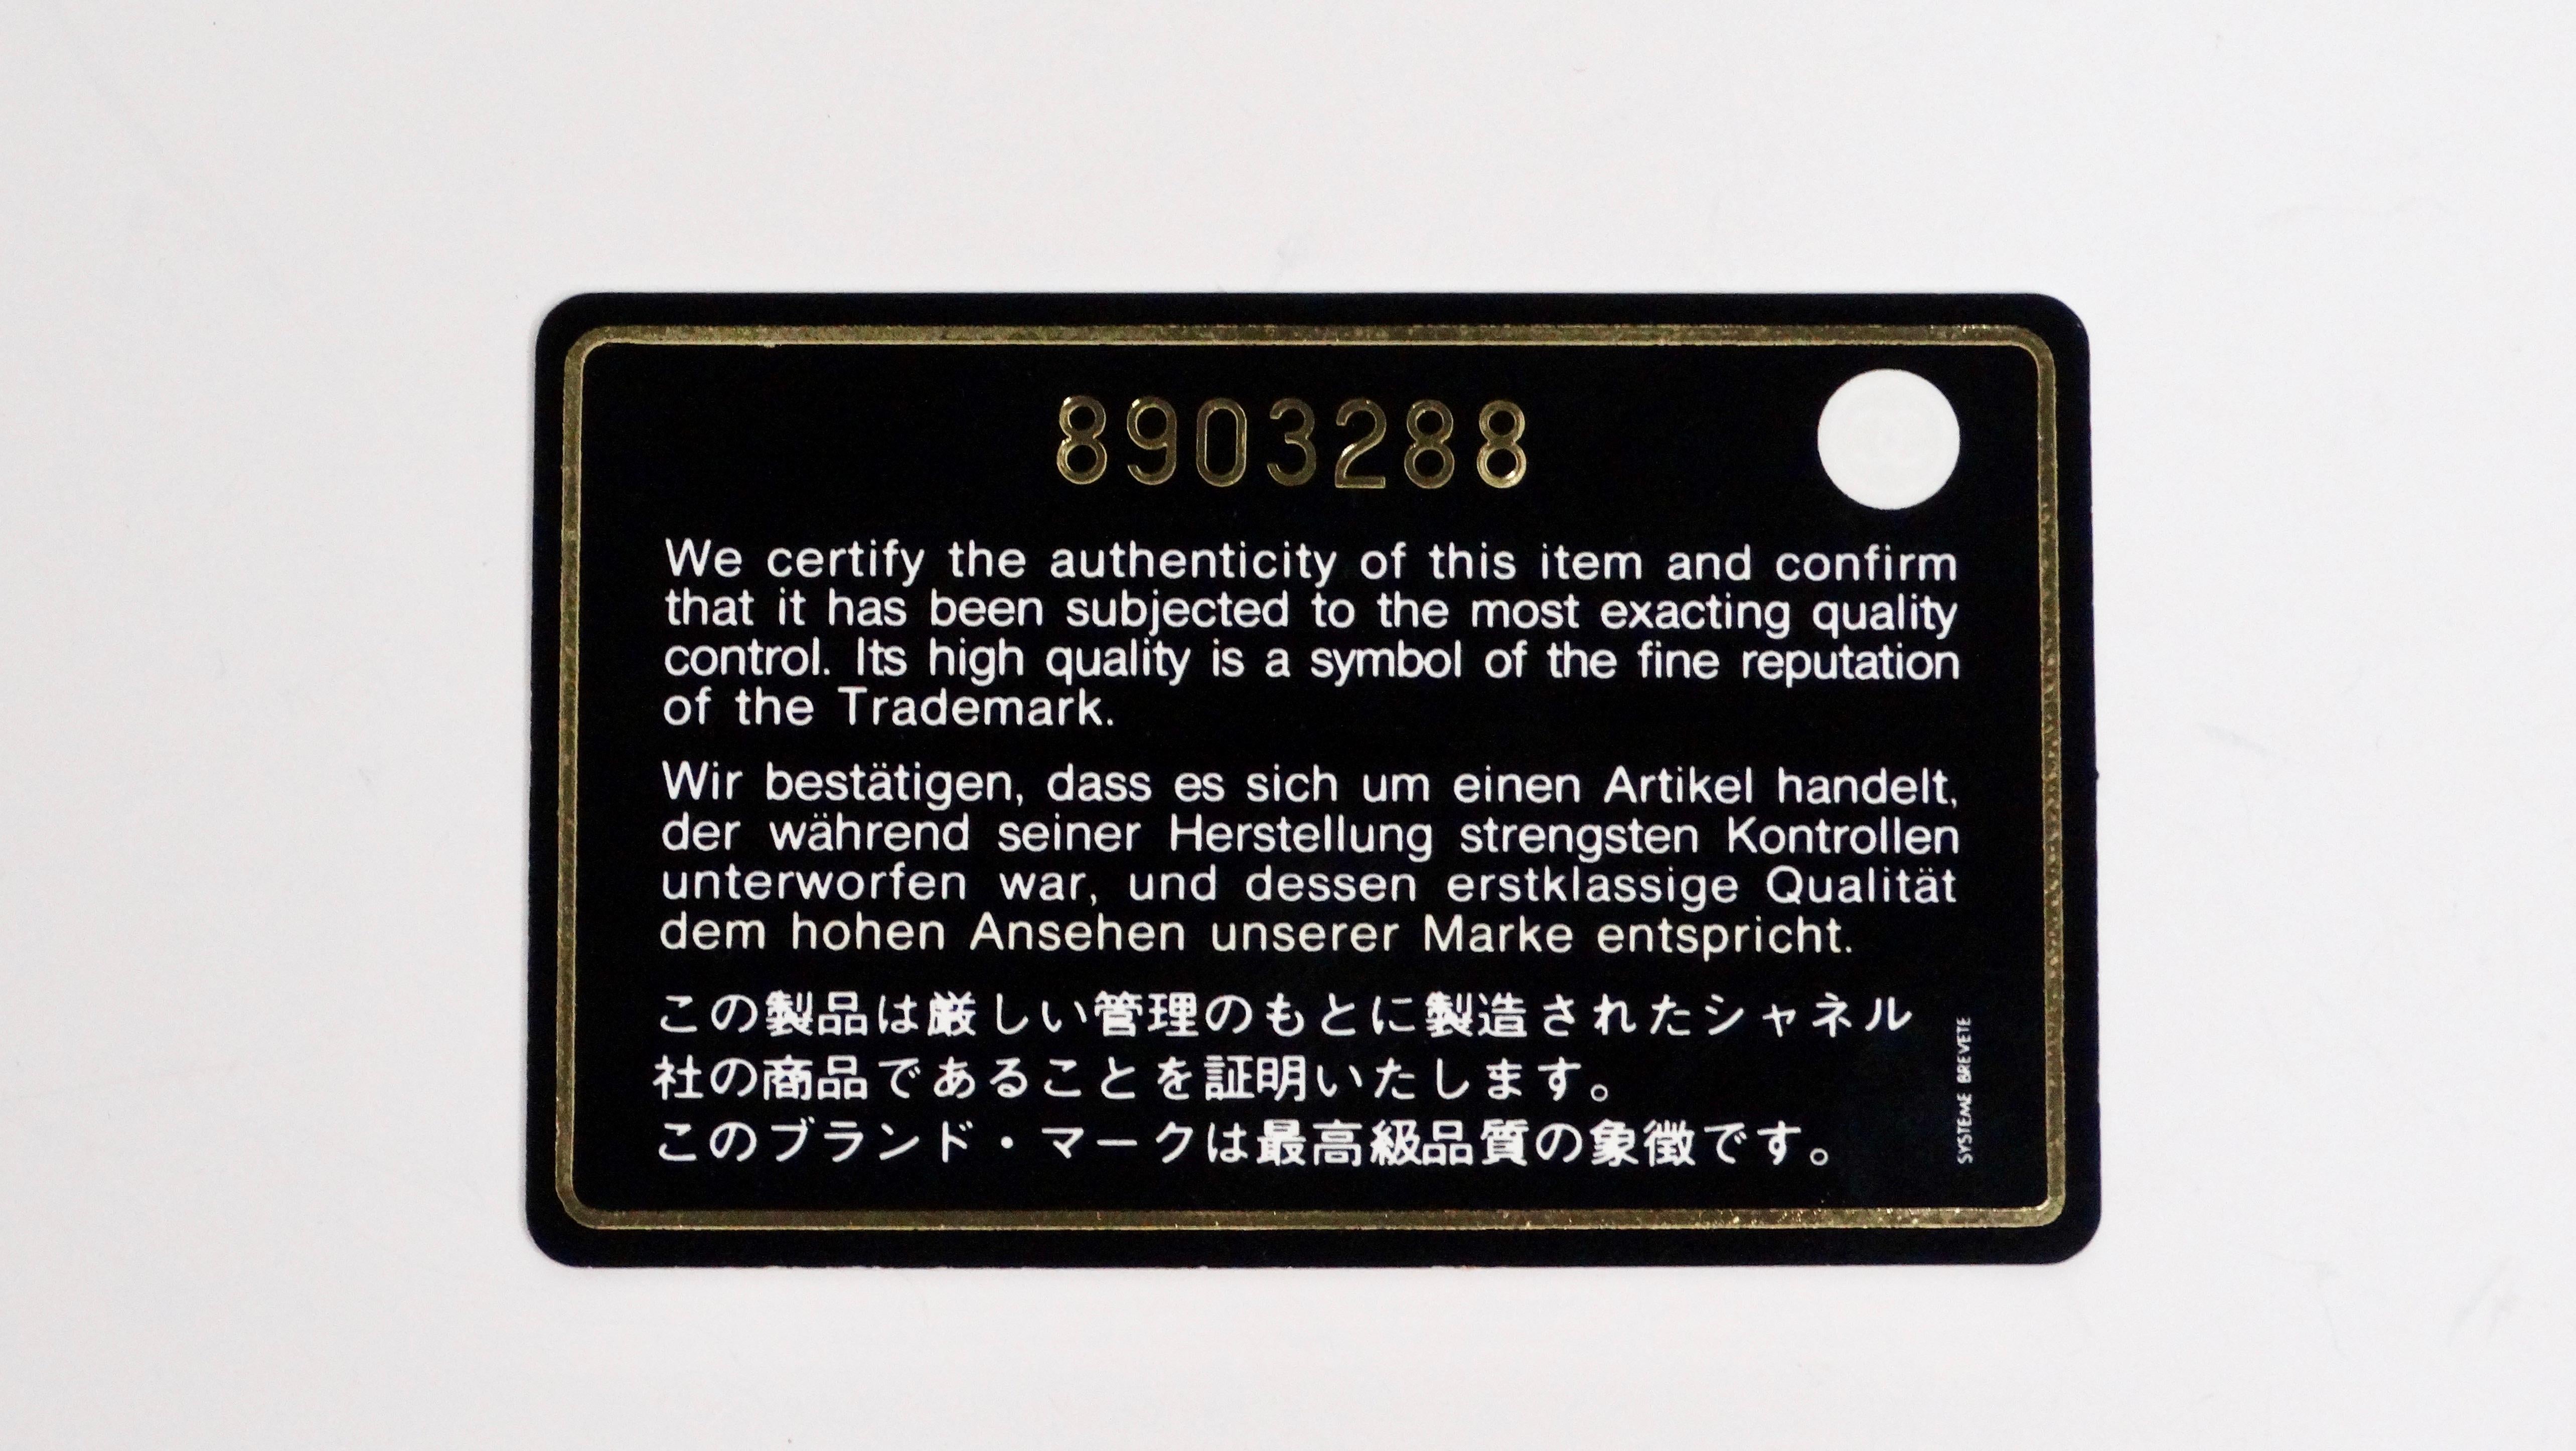 8903288
We certify the authenticity of this item and confirm
that it has been subjected to the most exacting quality
control. Its high quality is a symbol of the fine reputation
of the Trademark.
Wir bestätigen, dass es sich um einen Artikel handelt,
der während seiner Herstellung strengsten Kontrollen
unterworfen war, und dessen erstklassige Qualität
dem hohen Ansehen unserer Marke entspricht.
この製品は厳しい管理のもとに製造されたシャネル
社の商品であることを証明いたします。
このブランド・マークは最高級品質の象徴です。
SYSTEME BREVETE